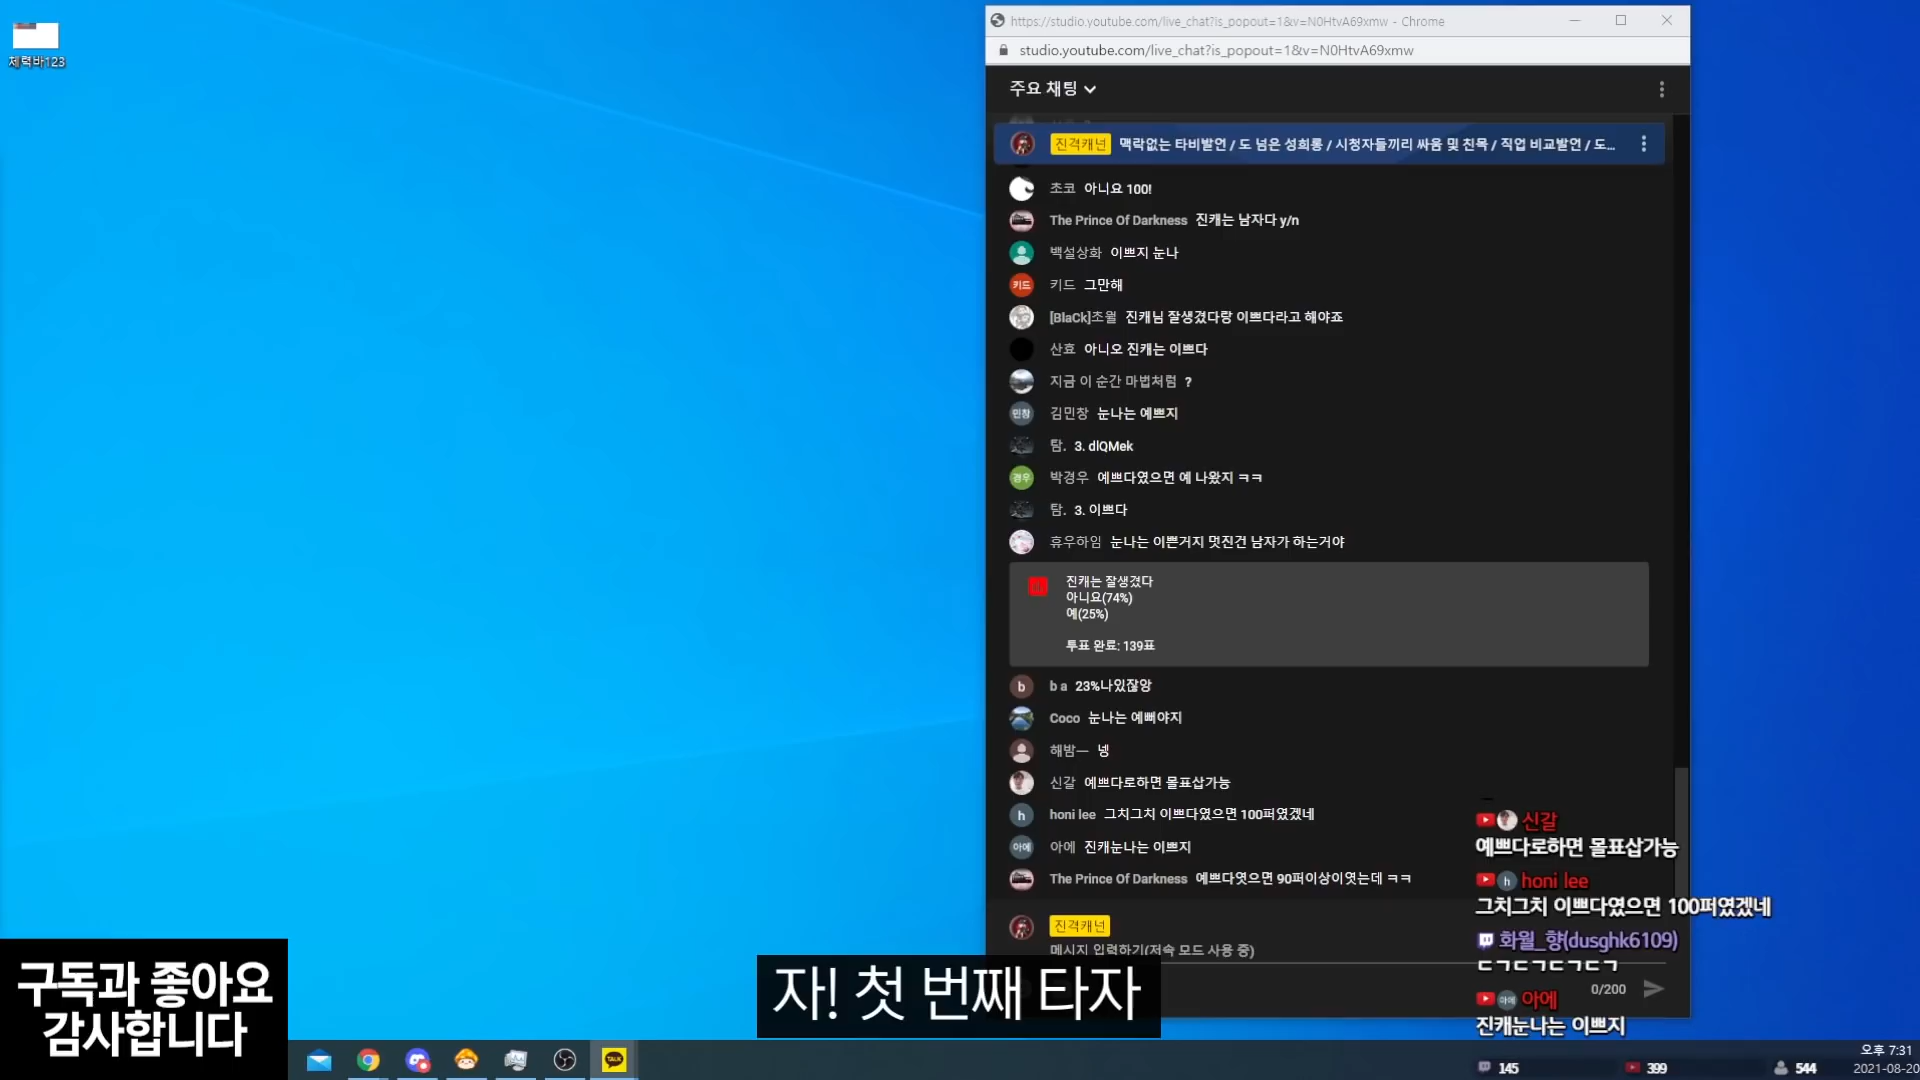 체력바123
https://studio.youtube.com/live_chat?is_popout=1&v=N0HtvA69xmw - Chrome
studio.youtube.com/live_chat?is_popout=1&v=N0HtvA69xmw
주요 채팅
진격캐넌 맥락없는 타비발언 / 도 넘은 성희롱 / 시청자들끼리 싸움 및 친목 / 직업 비교발언 / 도...
초코 아니요 100!
The Prince Of Darkness 진캐는 남자다 y/n
백설상화 이쁘지 눈나
키드 키드 그만해
[BlaCk]초월 진캐님 잘생겼다랑 이쁘다라고 해야죠
산효 아니오 진캐는 이쁘다
지금 이 순간 마법처럼 ?
민창 김민창 눈나는 예쁘지
탐. 3. dlQMek
경우 박경우 예쁘다였으면 예 나왔지 ㅋㅋ
탐. 3. 이쁘다
휴우하임 눈나는 이쁜거지 멋진건 남자가 하는거야
진캐는 잘생겼다
아니요(74%)
예(25%)
투표 완료: 139표
b b a 23%나있잖앙
Coco 눈나는 예뻐야지
해밤ㅡ 넹
신갈 예쁘다로하면 몰표삽가능
h honi lee 그치그치 이쁘다였으면 100퍼였겠네
아에 아에 진캐눈나는 이쁘지
The Prince Of Darkness 예쁘다엿으면 90퍼이상이엿는데 ㅋㅋ
진격캐넌
메시지 입력하기(저속 모드 사용 중)
0/200
신갈
예쁘다로하면 몰표삽가능
h honi lee
그치그치 이쁘다였으면 100퍼였겠네
화월_향(dusghk6109)
ㄷㄱㄷㄱㄷㄱㄷㄱ
아에 아에
진캐눈나는 이쁘지
자! 첫 번째 타자
구독과 좋아요
감사합니다
TALK
145
399
544
오후 7:31
2021-08-20